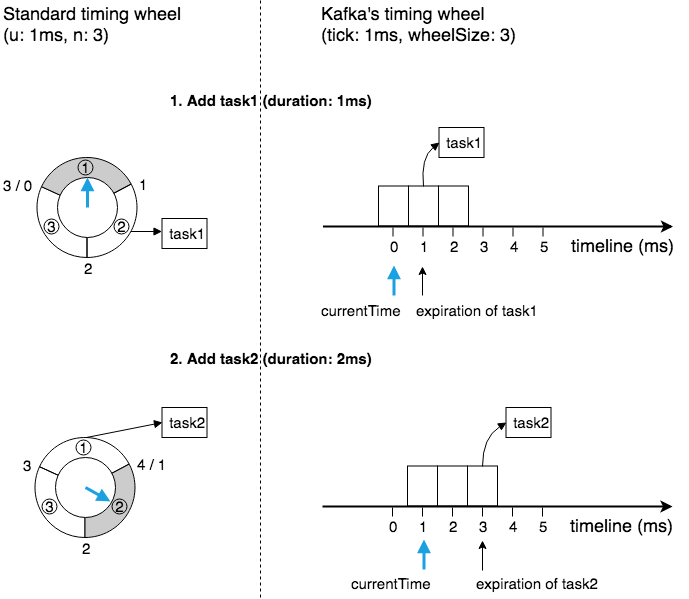 Standard timing wheel
(u: 1ms, n: 3)
Kafka's timing wheel
(tick: 1ms, wheelSize: 3)
1. Add task1 (duration: 1ms)
1
3 / 0
1
3
2
task1
2
task1
0 1 2 3 4 5 timeline (ms)
currentTime expiration of task1
2. Add task2 (duration: 2ms)
task2
1
3
4 / 1
3
2
2
task2
0 1 2 3 4 5 timeline (ms)
currentTime expiration of task2